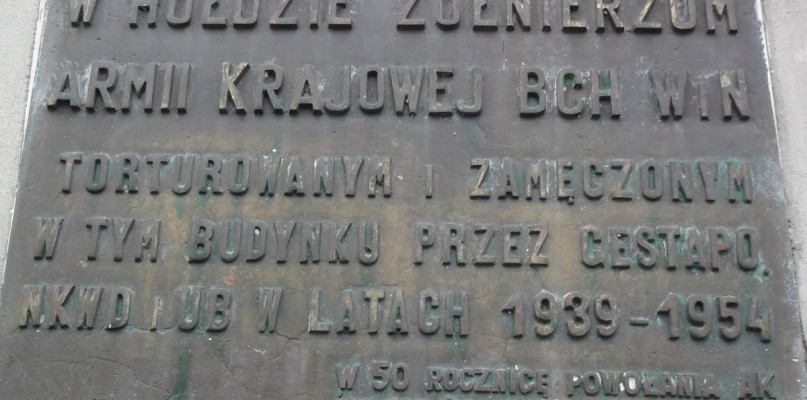 W HOŁDZIE ŻOŁNIERZOM
ARMII KRAJOWEJ BCH WiN
TORTUROWANYM i ZAMĘCZONYM
W TYM BUDYNKU PRZEZ GESTAPO,
NKWD i UB W LATACH 1939-1954
W 50 ROCZNICĘ POWOŁANIA AK